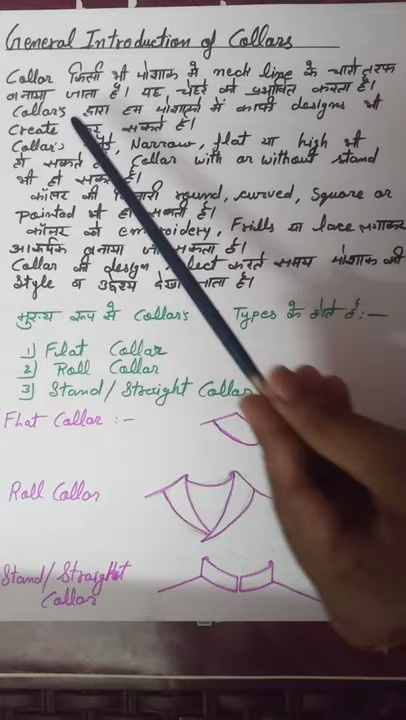 General Introduction of Collars
Collar किसी भी पोशाक में neck line के चारो तरफ
बनाया जाता है। यह चेहरे को प्रभावित करता है।
Collar's द्वारा हम पोशाको में काफी designs भी
Create कर सकते है।
Collar's, Narrow, flat या high भी
हो सकते है Collar with or without stand
भी हो सकते है।
कालर की किनारी round, curved, Square or
pointed भी हो सकती है।
कालर को embroidery, Frills या lace लगाकर
आकर्षक बनाया जा सकता है।
Collar की design select करते समय पोशाक की
Style व उद्देश्य देखा जाता है।
मुख्य रूप से Collars Types के होते है:—
1) Flat Collar
2) Roll Collar
3) Stand/Straight Collar
Flat Collar :-
Roll Collar
Stand/Straight
Collar